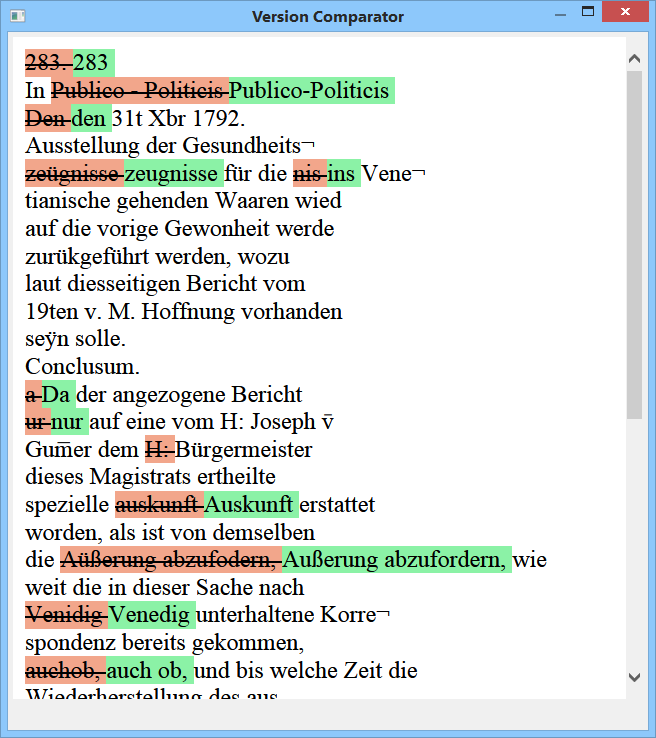 Version Comparator
283. 283
In Publico - Politicis Publico-Politicis
Den den 31t Xbr 1792.
Ausstellung der Gesundheits¬
zeügnisse zeugnisse für die nis ins Vene¬
tianische gehenden Waaren wied
auf die vorige Gewonheit werde
zurükgeführt werden, wozu
laut diesseitigen Bericht vom
19ten v. M. Hoffnung vorhanden
seÿn solle.
Conclusum.
a Da der angezogene Bericht
ur nur auf eine vom H: Joseph v̄
Gum̅er dem H: Bürgermeister
dieses Magistrats ertheilte
spezielle auskunft Auskunft erstattet
worden, als ist von demselben
die Aüßerung abzufodern, Außerung abzufordern, wie
weit die in dieser Sache nach
Venidig Venedig unterhaltene Korre¬
spondenz bereits gekommen,
auchob, auch ob, und bis welche Zeit die
Wiederherstellung des aus